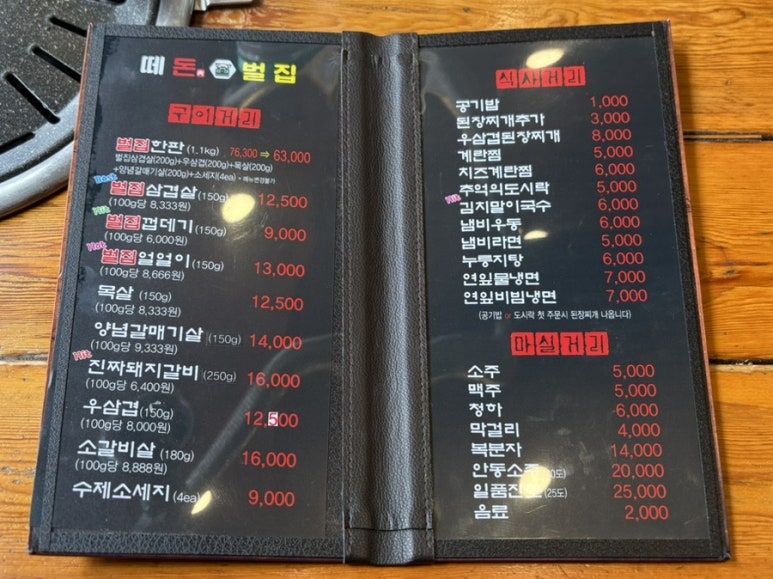 떼돈 벌집
구이거리
벌집한판(1.1kg) 76,300 ⇨ 63,000
벌집삼겹살(200g)+우삼겹(200g)+목살(200g)
+양념갈매기살(200g)+소세지(4ea) * 메뉴변경불가
Best
벌집삼겹살(150g) 12,500
(100g당 8,333원)
Hit
벌집껍데기(150g) 9,000
(100g당 6,000원)
Hot
벌집얼얼이(150g) 13,000
(100g당 8,666원)
목살 (150g) 12,500
(100g당 8,333원)
양념갈매기살(150g) 14,000
(100g당 9,333원)
Hit
진짜돼지갈비(250g) 16,000
(100g당 6,400원)
우삼겹(150g) 12,500
(100g당 8,000원)
소갈비살 (180g) 16,000
(100g당 8,888원)
수제소세지(4ea) 9,000
식사거리
공기밥 1,000
된장찌개추가 3,000
우삼겹된장찌개 8,000
계란찜 5,000
치즈계란찜 6,000
Hit
추억의도시락 5,000
김치말이국수 6,000
냄비우동 6,000
냄비라면 5,000
누룽지탕 6,000
연잎물냉면 7,000
연잎비빔냉면 7,000
(공기밥 or 도시락 첫 주문시 된장찌개 나옵니다)
마실거리
소주 5,000
맥주 5,000
청하 6,000
막걸리 4,000
복분자 14,000
안동소주 20,000
일품진로(25도) 25,000
음료 2,000